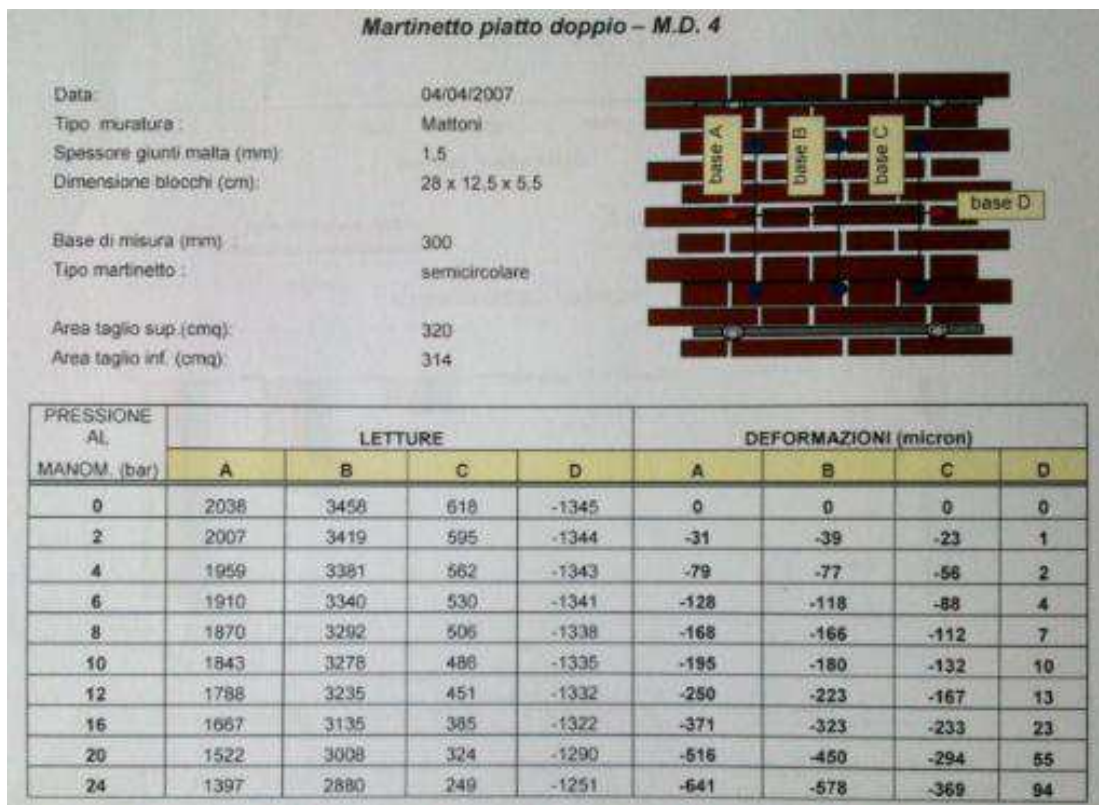 Martinetto piatto doppio – M.D. 4
Data: 04/04/2007
Tipo muratura : Mattoni
Spessore giunti malta (mm): 1,5
Dimensione blocchi (cm): 28 x 12,5 x 5,5
Base di misura (mm) : 300
Tipo martinetto : semicircolare
Area taglio sup.(cmq): 320
Area taglio inf. (cmq): 314
base A
base B
base C
base D
PRESSIONE AL MANOM. (bar) LETTURE DEFORMAZIONI (micron)
A B C D A B C D
0 2038 3458 618 -1345 0 0 0 0
2 2007 3419 595 -1344 -31 -39 -23 1
4 1959 3381 562 -1343 -79 -77 -56 2
6 1910 3340 530 -1341 -128 -118 -88 4
8 1870 3292 506 -1338 -168 -166 -112 7
10 1843 3278 486 -1335 -195 -180 -132 10
12 1788 3235 451 -1332 -250 -223 -167 13
16 1667 3135 385 -1322 -371 -323 -233 23
20 1522 3008 324 -1290 -516 -450 -294 55
24 1397 2880 249 -1251 -641 -578 -369 94